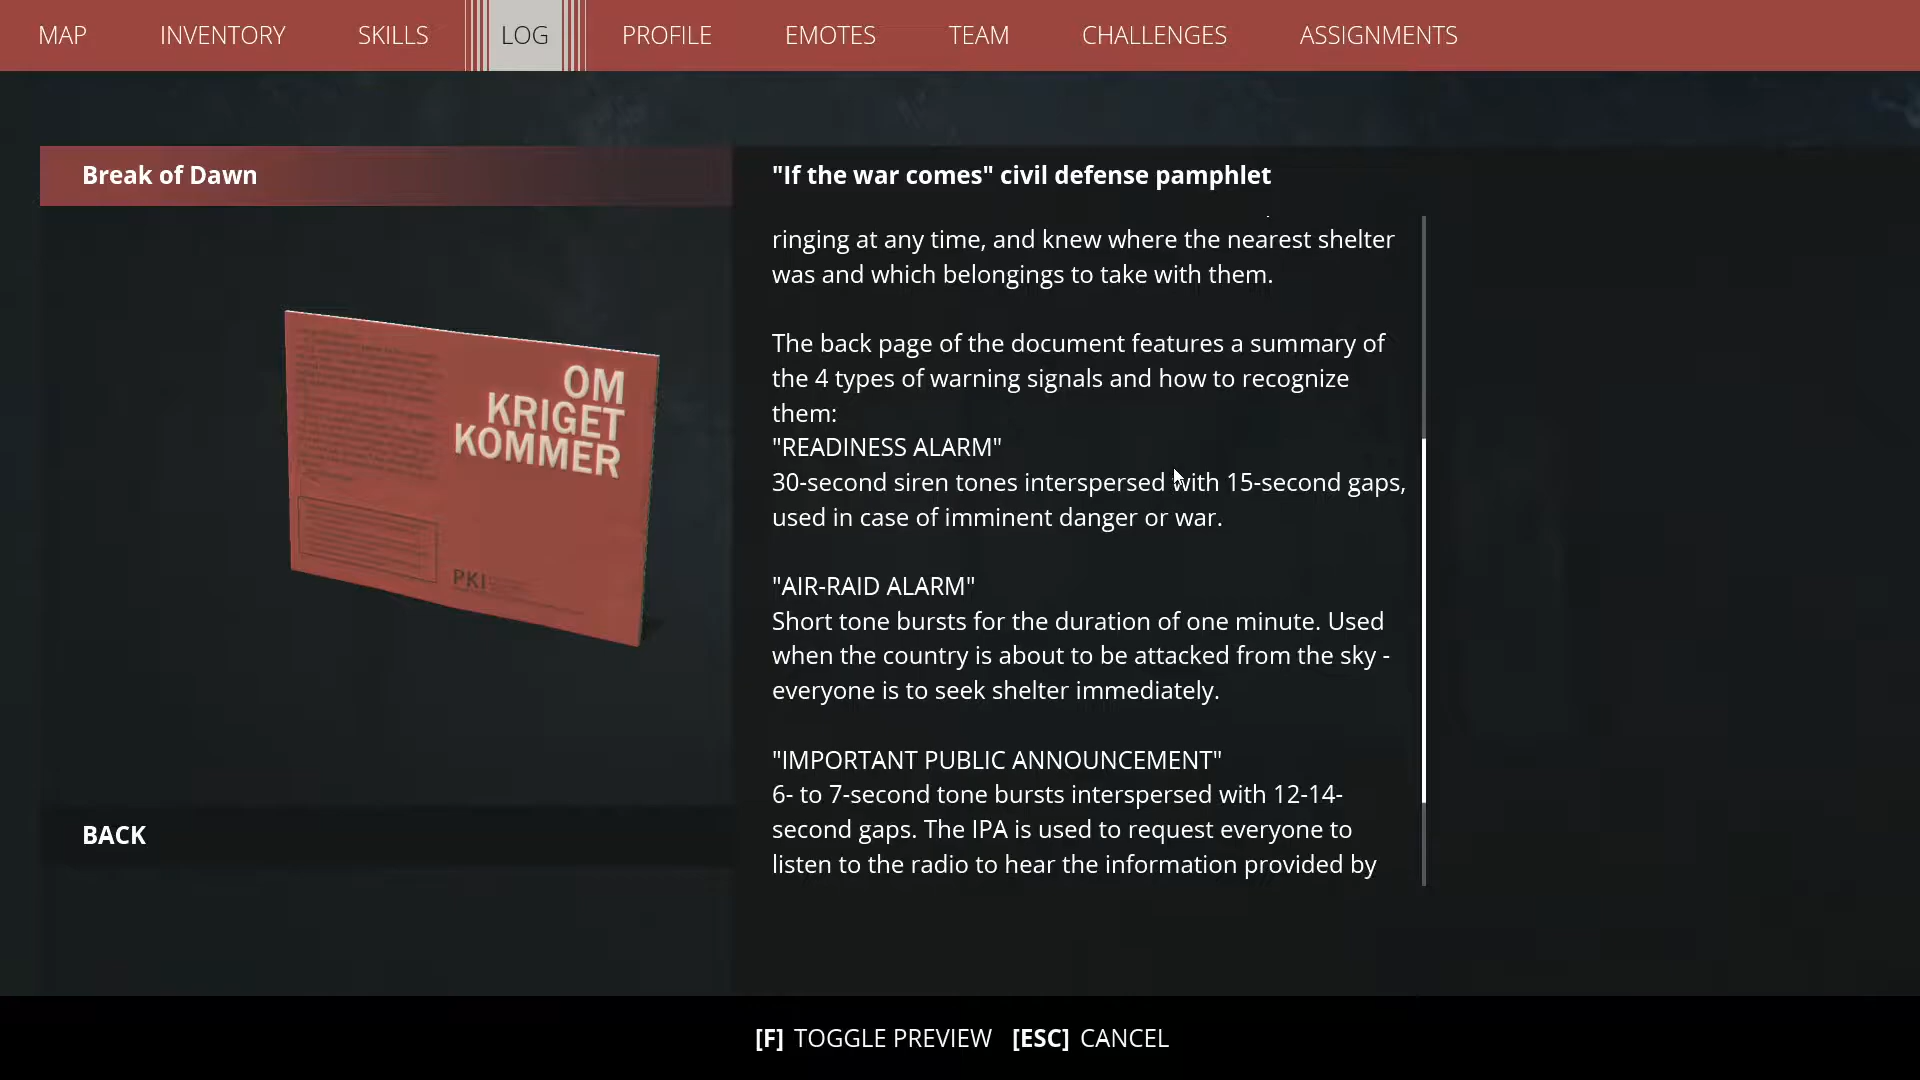 MAP INVENTORY SKILLS LOG PROFILE EMOTES TEAM CHALLENGES ASSIGNMENTS
Break of Dawn
OM
KRIGET
KOMMER
PKI
BACK
"If the war comes" civil defense pamphlet
ringing at any time, and knew where the nearest shelter
was and which belongings to take with them.
The back page of the document features a summary of
the 4 types of warning signals and how to recognize
them:
"READINESS ALARM"
30-second siren tones interspersed with 15-second gaps,
used in case of imminent danger or war.
"AIR-RAID ALARM"
Short tone bursts for the duration of one minute. Used
when the country is about to be attacked from the sky -
everyone is to seek shelter immediately.
"IMPORTANT PUBLIC ANNOUNCEMENT"
6- to 7-second tone bursts interspersed with 12-14-
second gaps. The IPA is used to request everyone to
listen to the radio to hear the information provided by
[F] TOGGLE PREVIEW [ESC] CANCEL